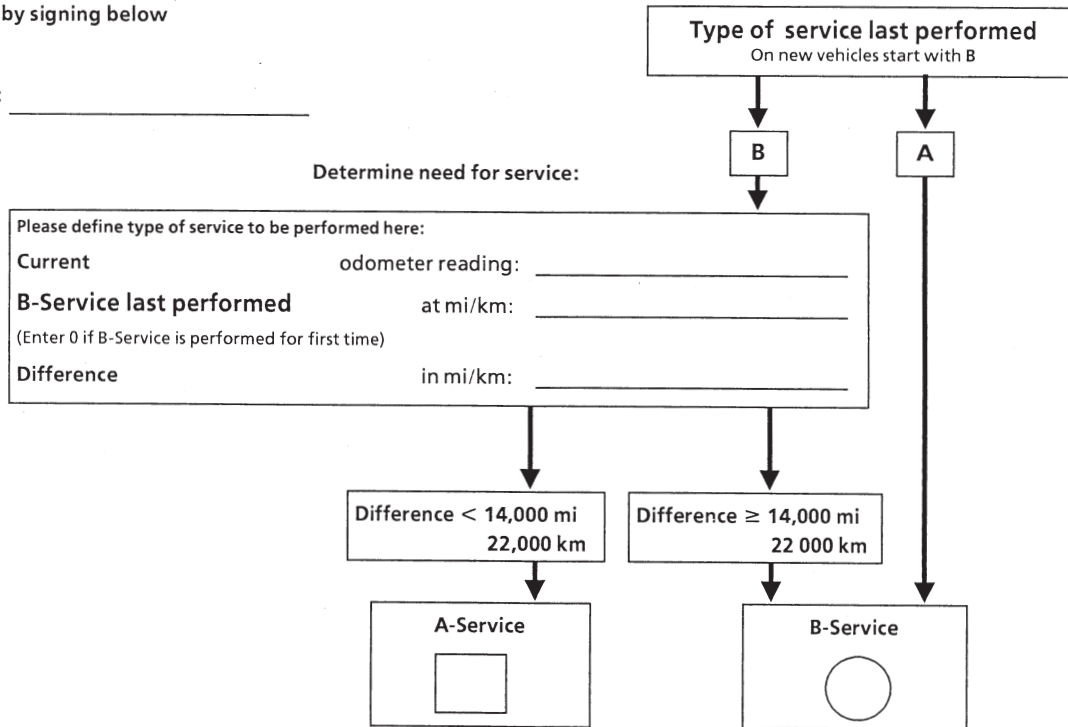 by signing below
:
Type of service last performed
On new vehicles start with B
B
A
Determine need for service:
Please define type of service to be performed here:
Current odometer reading:
B-Service last performed at mi/km:
(Enter 0 if B-Service is performed for first time)
Difference in mi/km:
Difference < 14,000 mi
22,000 km
Difference ≥ 14,000 mi
22 000 km
A-Service
B-Service